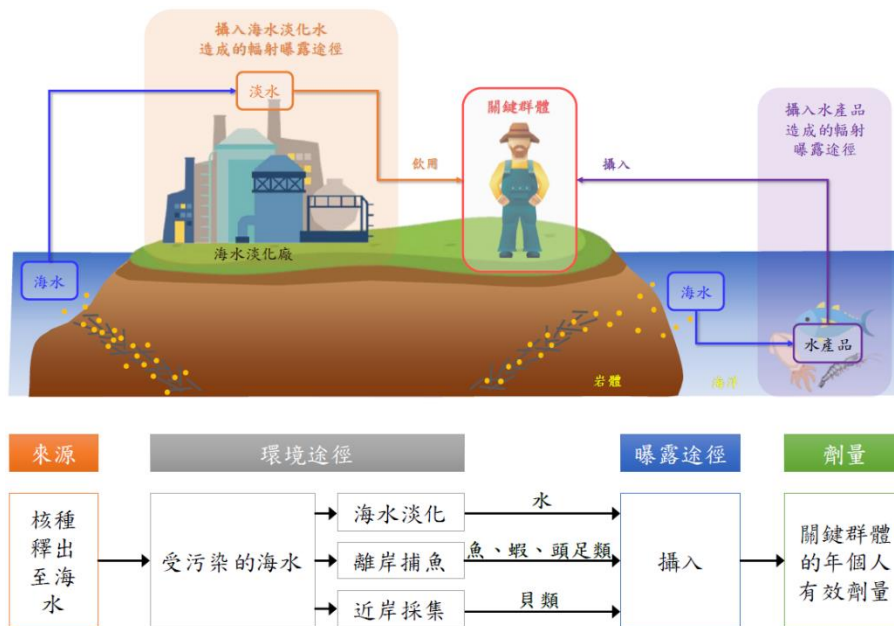 攝入海水淡化水
造成的輻射曝露途徑
淡水
關鍵群體
攝入水產品
造成的輻射
曝露途徑
飲用
攝入
海水淡化廠
海水
海水
水產品
岩體
海洋
來源
環境途徑
曝露途徑
劑量
核種
釋出
至海
水
受污染的海水
海水淡化
離岸捕魚
近岸採集
水
魚、蝦、頭足類
貝類
攝入
關鍵群體
的年個人
有效劑量